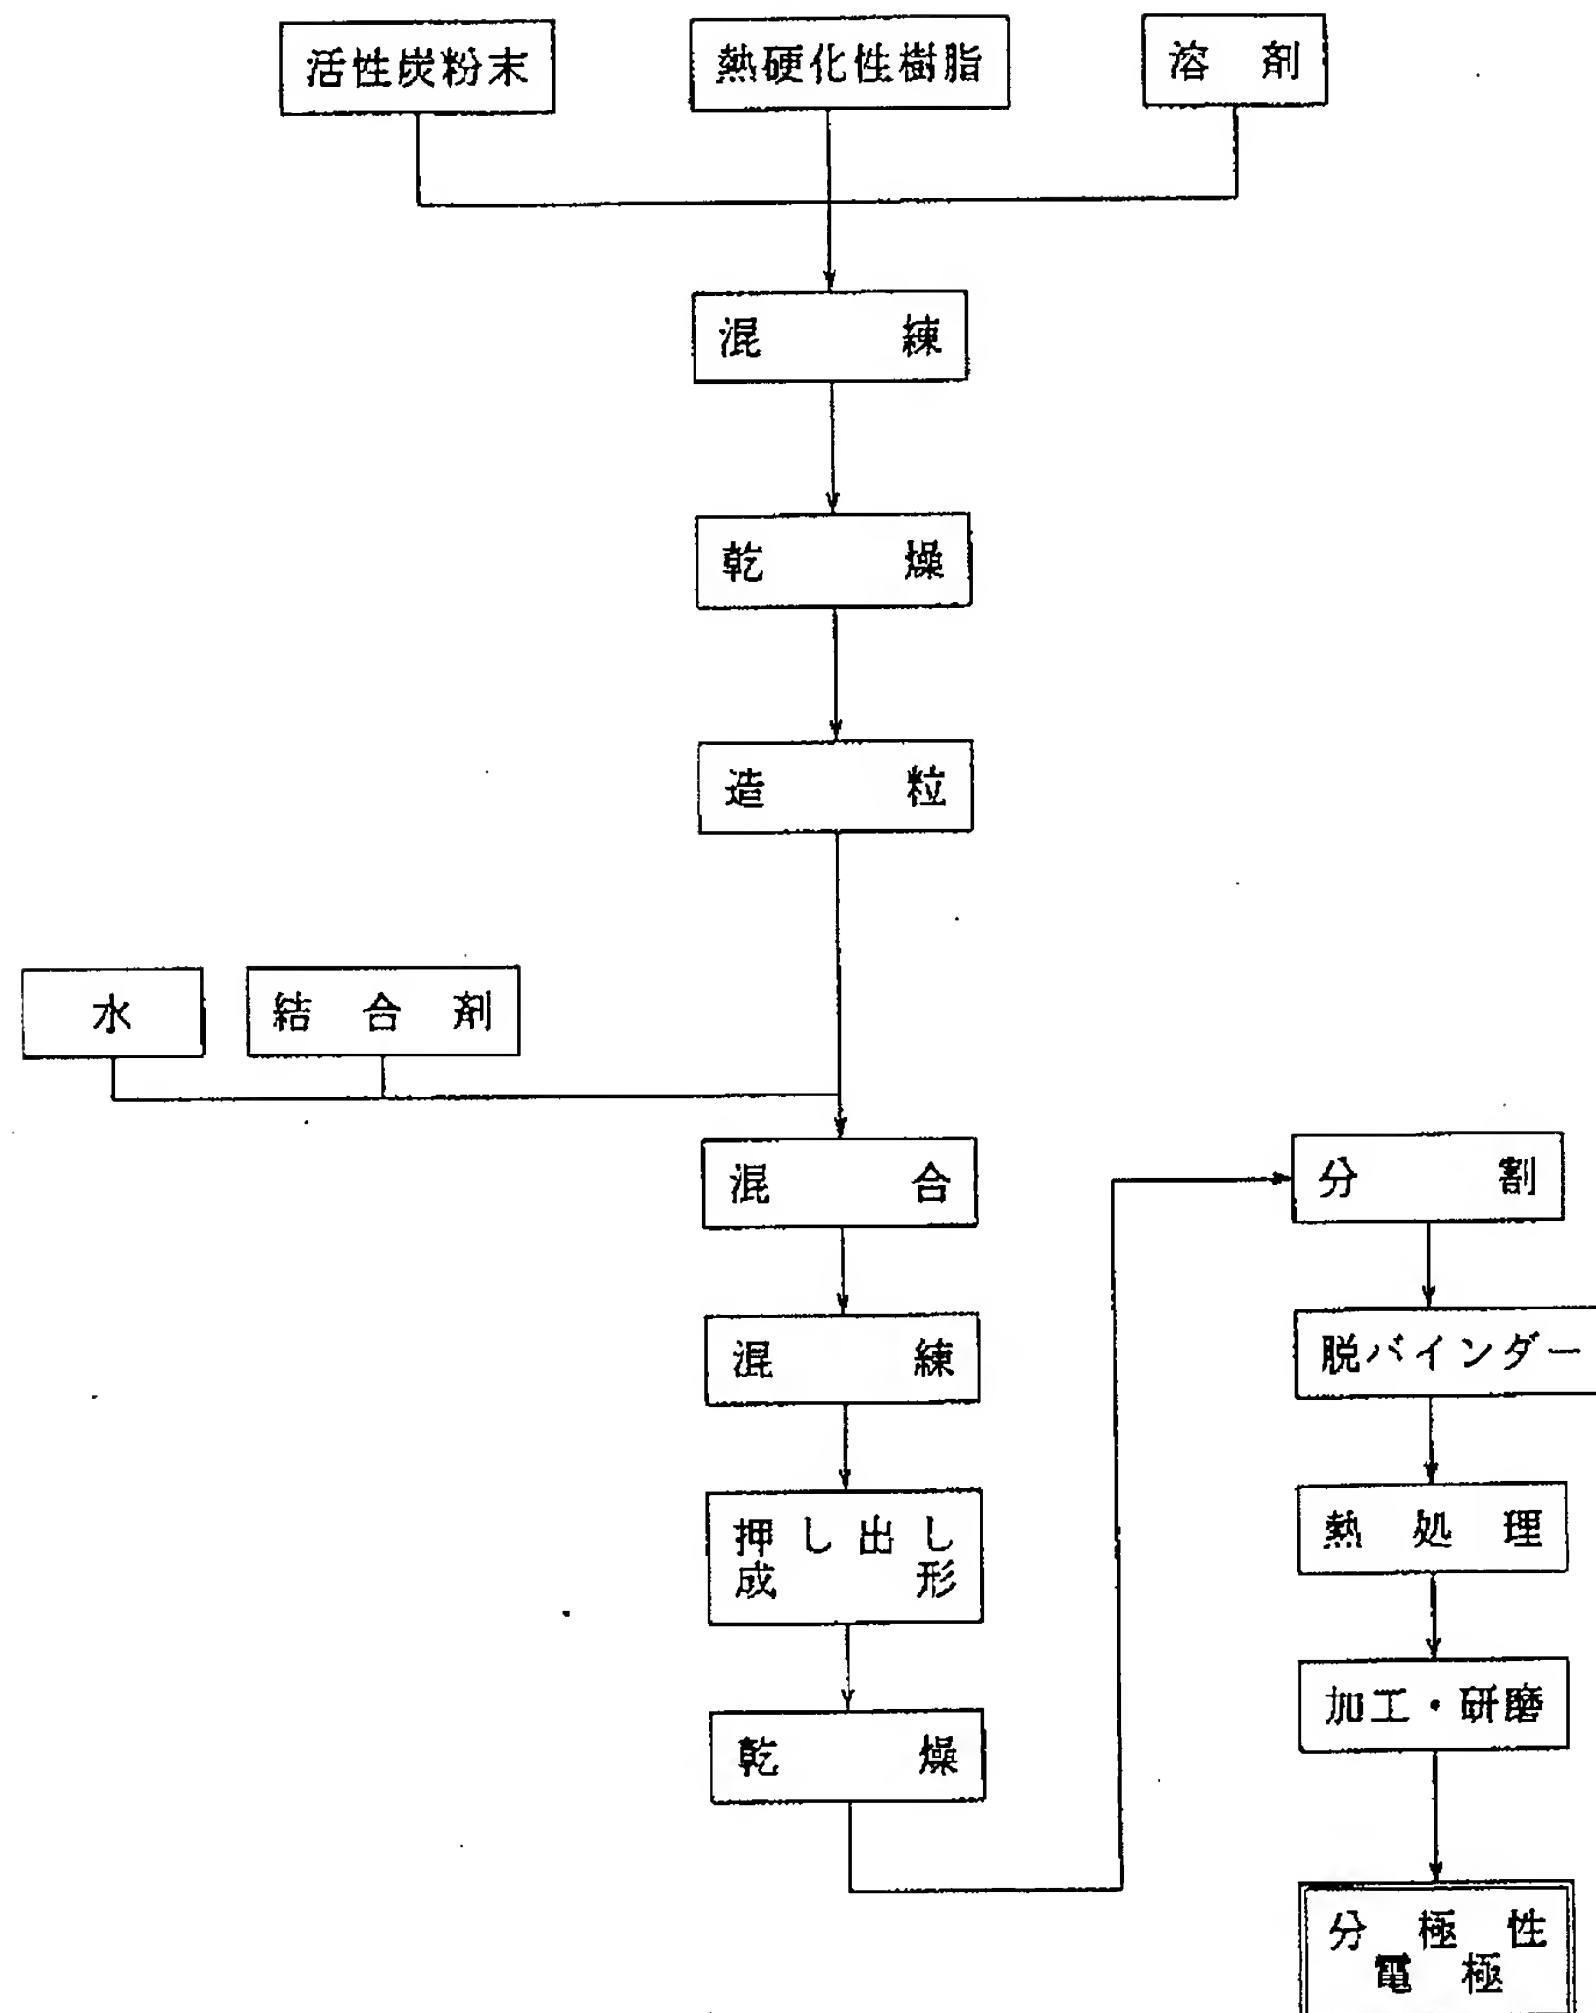 活性炭粉末
熱硬化性樹脂
溶剤
混練
乾燥
造粒
水
結合剤
混合
混練
押し出し
成形
乾燥
分割
脱バインダー
熱処理
加工・研磨
分極性
電極